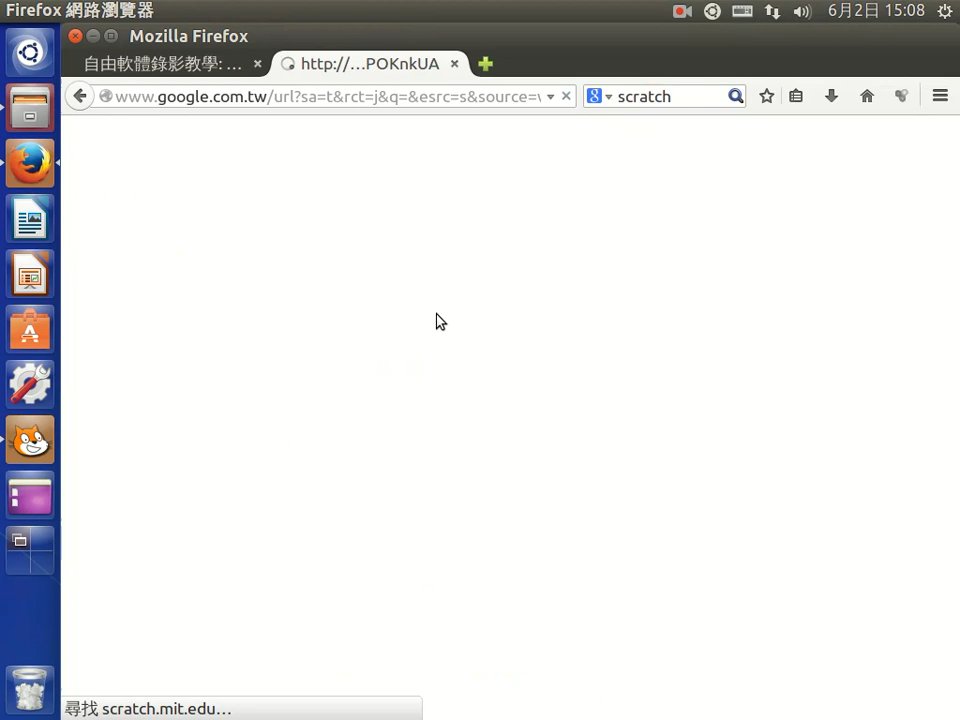 Firefox 網路瀏覽器
6月2日 15:08
Mozilla Firefox
自由軟體錄影教學: ...
http://...POKnkUA
www.google.com.tw/url?sa=t&rct=j&q=&esrc=s&source=
scratch
尋找 scratch.mit.edu...